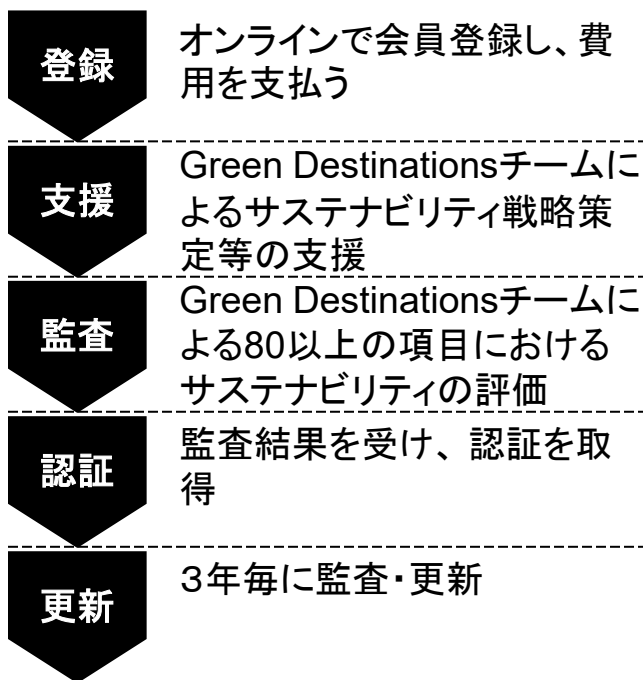 登録
オンラインで会員登録し、費
用を支払う
支援
Green Destinationsチームに
よるサステナビリティ戦略策
定等の支援
監査
Green Destinationsチームに
よる80以上の項目における
サステナビリティの評価
認証
監査結果を受け、認証を取
得
更新
３年毎に監査・更新